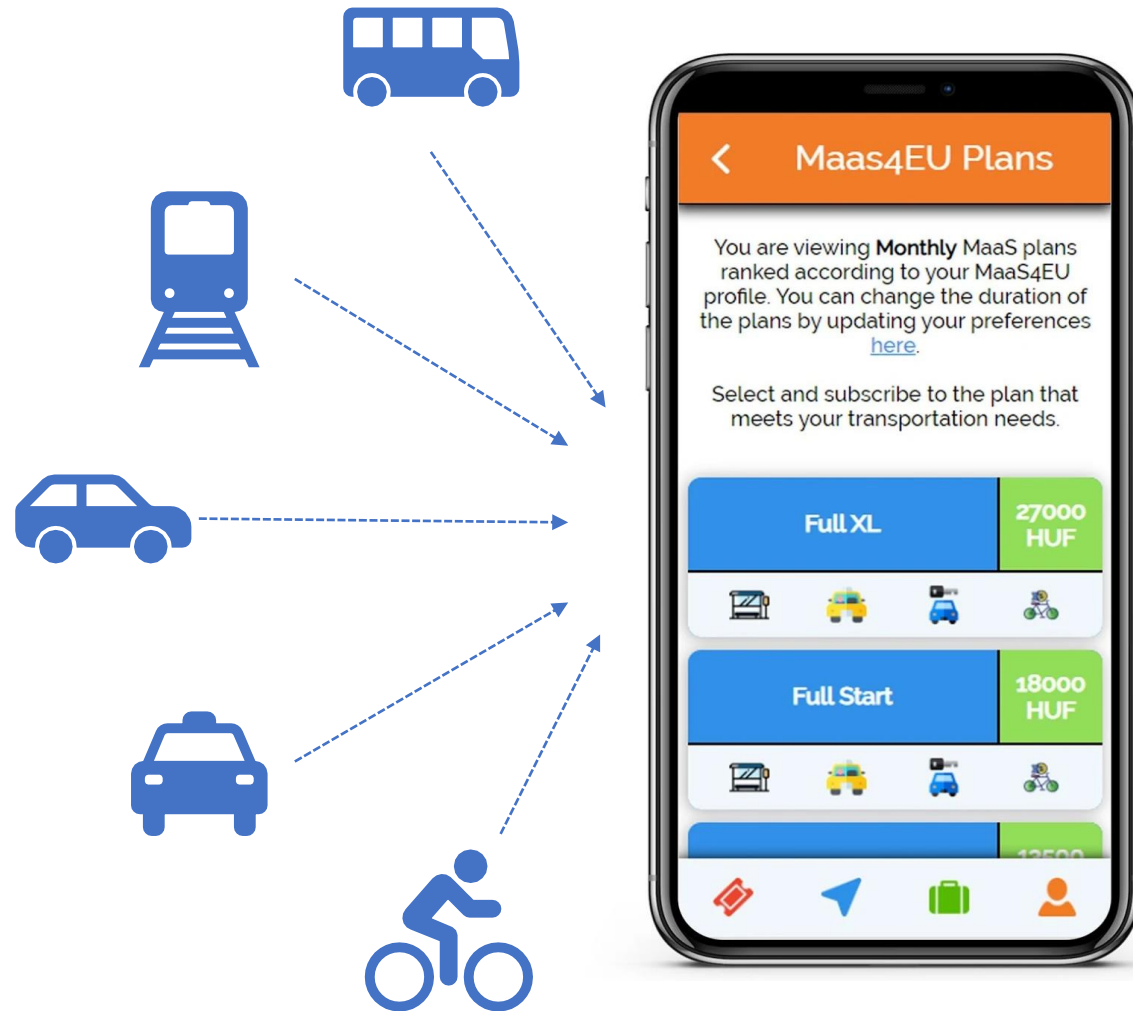 Maas4EU Plans
You are viewing Monthly MaaS plans
ranked according to your MaaS4EU
profile. You can change the duration of
the plans by updating your preferences
here.
Select and subscribe to the plan that
meets your transportation needs.
Full XL
27000
HUF
Full Start
18000
HUF